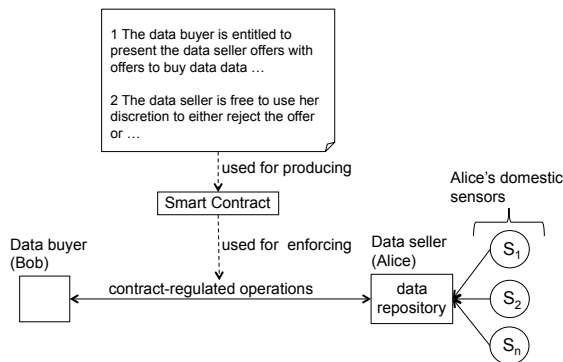 1 The data buyer is entitled to
present the data seller offers with
offers to buy data data …
2 The data seller is free to use her
discretion to either reject the offer
or …
used for producing
Smart Contract
used for enforcing
Alice's domestic
sensors
Data buyer
(Bob)
Data seller
(Alice)
contract-regulated operations
data
repository
S1
S2
Sn